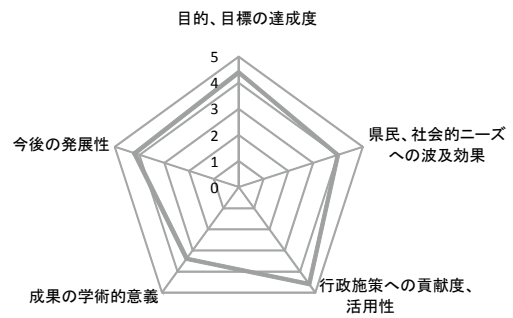 目的、目標の達成度
5
4
3
2
1
0
県民、社会的ニーズ
への波及効果
行政施策への貢献度、
活用性
成果の学術的意義
今後の発展性